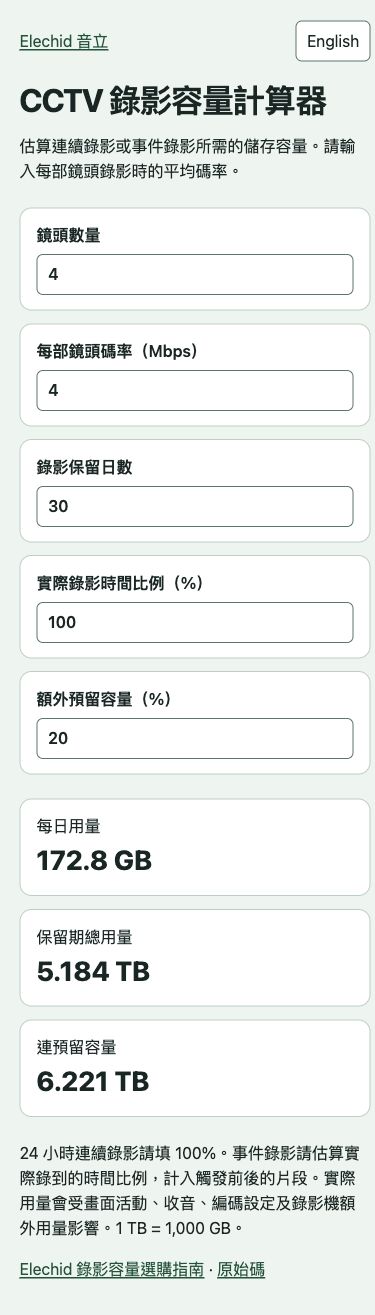 Elechid 音立
English
CCTV 錄影容量計算器
估算連續錄影或事件錄影所需的儲存容量。請輸
入每部鏡頭錄影時的平均碼率。
鏡頭數量
4
每部鏡頭碼率（Mbps）
4
錄影保留日數
30
實際錄影時間比例（%）
100
額外預留容量（%）
20
每日用量
172.8 GB
保留期總用量
5.184 TB
連預留容量
6.221 TB
24 小時連續錄影請填 100%。事件錄影請估算實
際錄到的時間比例，計入觸發前後的片段。實際
用量會受畫面活動、收音、編碼設定及錄影機額
外用量影響。1 TB = 1,000 GB。
Elechid 錄影容量選購指南 · 原始碼